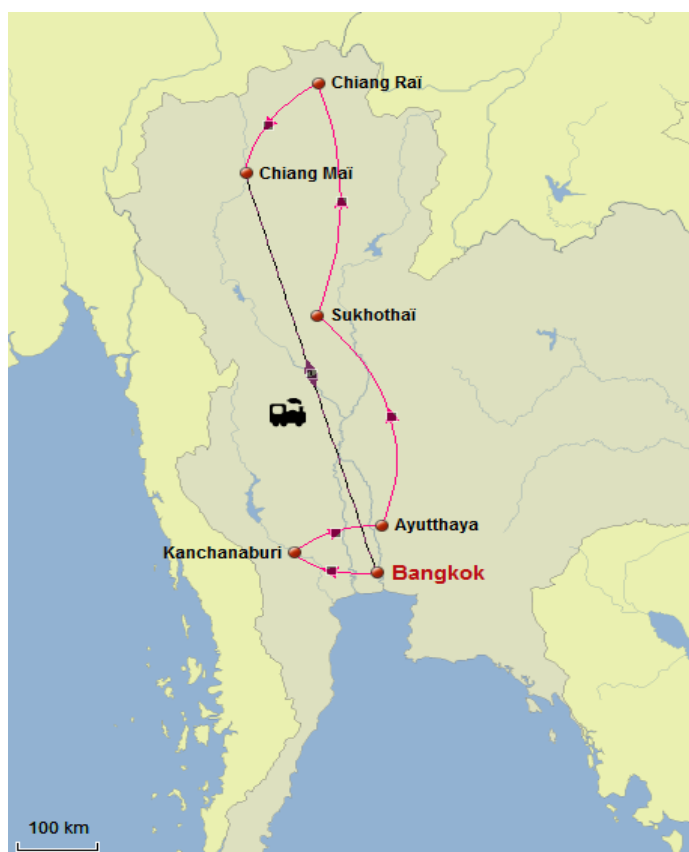 Chiang Raï
Chiang Maï
Sukhothaï
Ayutthaya
Kanchanaburi
Bangkok
100 km